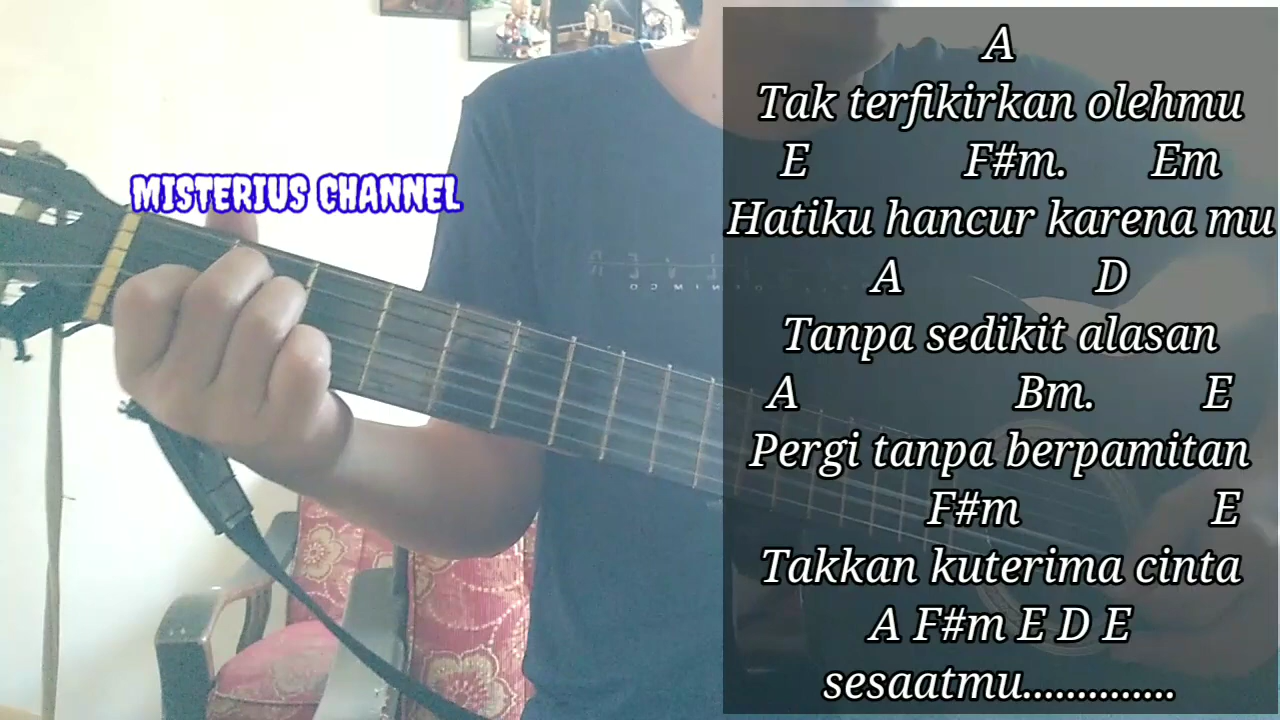 MISTERIUS CHANNEL
A
Tak terfikirkan olehmu
E F#m. Em
Hatiku hancur karena mu
A D
Tanpa sedikit alasan
A Bm. E
Pergi tanpa berpamitan
F#m E
Takkan kuterima cinta
A F#m E D E
sesaatmu..............